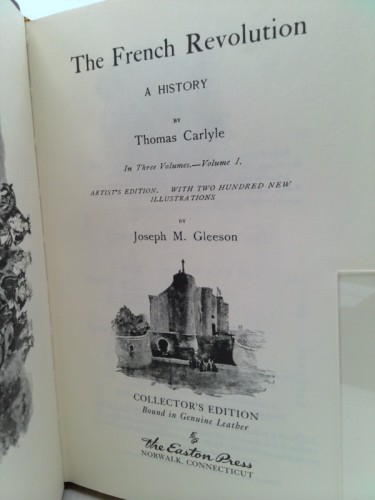 The French Revolution
A HISTORY
BY
Thomas Carlyle
In Three Volumes.—Volume I.
ARTIST'S EDITION. WITH TWO HUNDRED NEW
ILLUSTRATIONS
BY
Joseph M. Gleeson
COLLECTOR'S EDITION
Bound in Genuine Leather
The Easton Press
NORWALK, CONNECTICUT